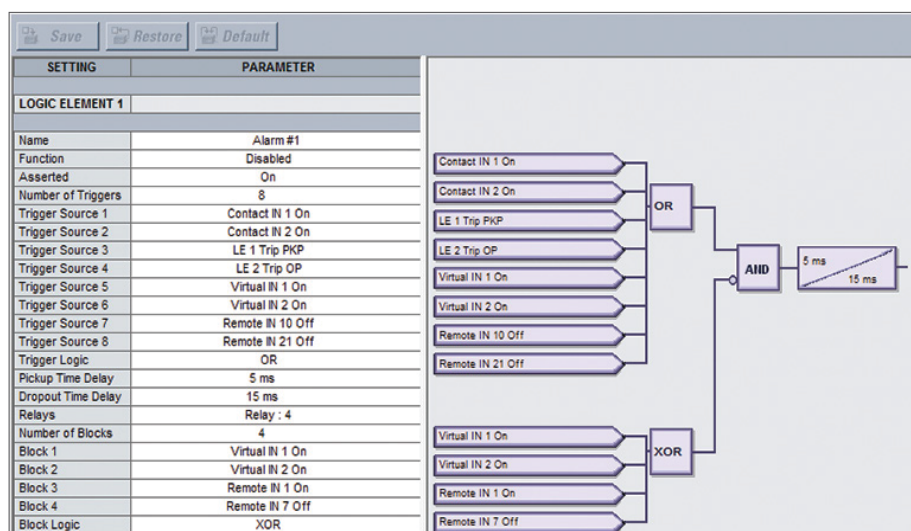 Save Restore Default
SETTING PARAMETER
LOGIC ELEMENT 1
Name Alarm #1
Function Disabled
Asserted On
Number of Triggers 8
Trigger Source 1 Contact IN 1 On
Trigger Source 2 Contact IN 2 On
Trigger Source 3 LE 1 Trip PKP
Trigger Source 4 LE 2 Trip OP
Trigger Source 5 Virtual IN 1 On
Trigger Source 6 Virtual IN 2 On
Trigger Source 7 Remote IN 10 Off
Trigger Source 8 Remote IN 21 Off
Trigger Logic OR
Pickup Time Delay 5 ms
Dropout Time Delay 15 ms
Relays Relay : 4
Number of Blocks 4
Block 1 Virtual IN 1 On
Block 2 Virtual IN 2 On
Block 3 Remote IN 1 On
Block 4 Remote IN 7 Off
Block Logic XOR
Contact IN 1 On
Contact IN 2 On
LE 1 Trip PKP
LE 2 Trip OP
Virtual IN 1 On
Virtual IN 2 On
Remote IN 10 Off
Remote IN 21 Off
OR
AND
5 ms
15 ms
Virtual IN 1 On
Virtual IN 2 On
Remote IN 1 On
Remote IN 7 Off
XOR